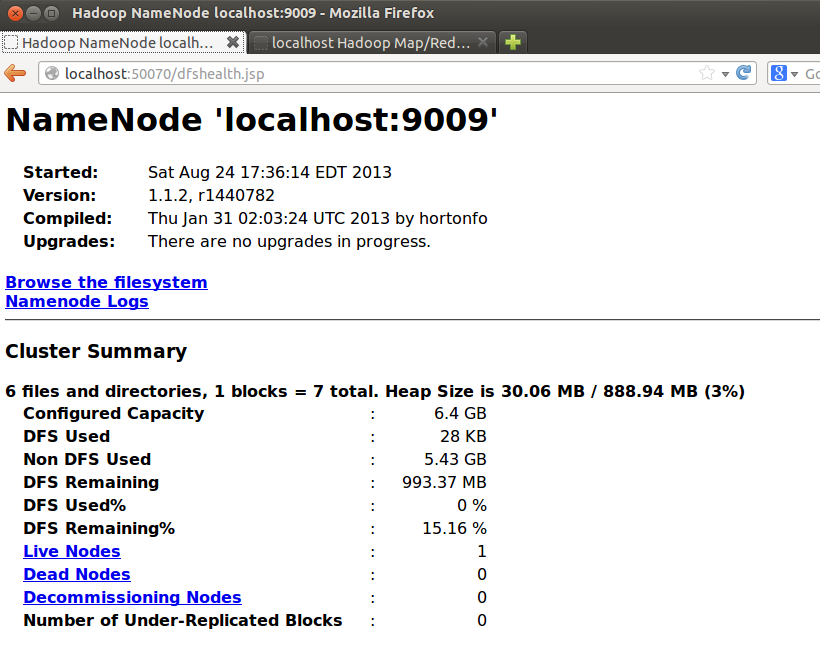 Hadoop NameNode localhost:9009 - Mozilla Firefox
Hadoop NameNode localh... localhost Hadoop Map/Red...
localhost:50070/dfshealth.jsp
NameNode 'localhost:9009'
Started: Sat Aug 24 17:36:14 EDT 2013
Version: 1.1.2, r1440782
Compiled: Thu Jan 31 02:03:24 UTC 2013 by hortonfo
Upgrades: There are no upgrades in progress.
Browse the filesystem
Namenode Logs
Cluster Summary
6 files and directories, 1 blocks = 7 total. Heap Size is 30.06 MB / 888.94 MB (3%)
Configured Capacity : 6.4 GB
DFS Used : 28 KB
Non DFS Used : 5.43 GB
DFS Remaining : 993.37 MB
DFS Used% : 0 %
DFS Remaining% : 15.16 %
Live Nodes : 1
Dead Nodes : 0
Decommissioning Nodes : 0
Number of Under-Replicated Blocks : 0